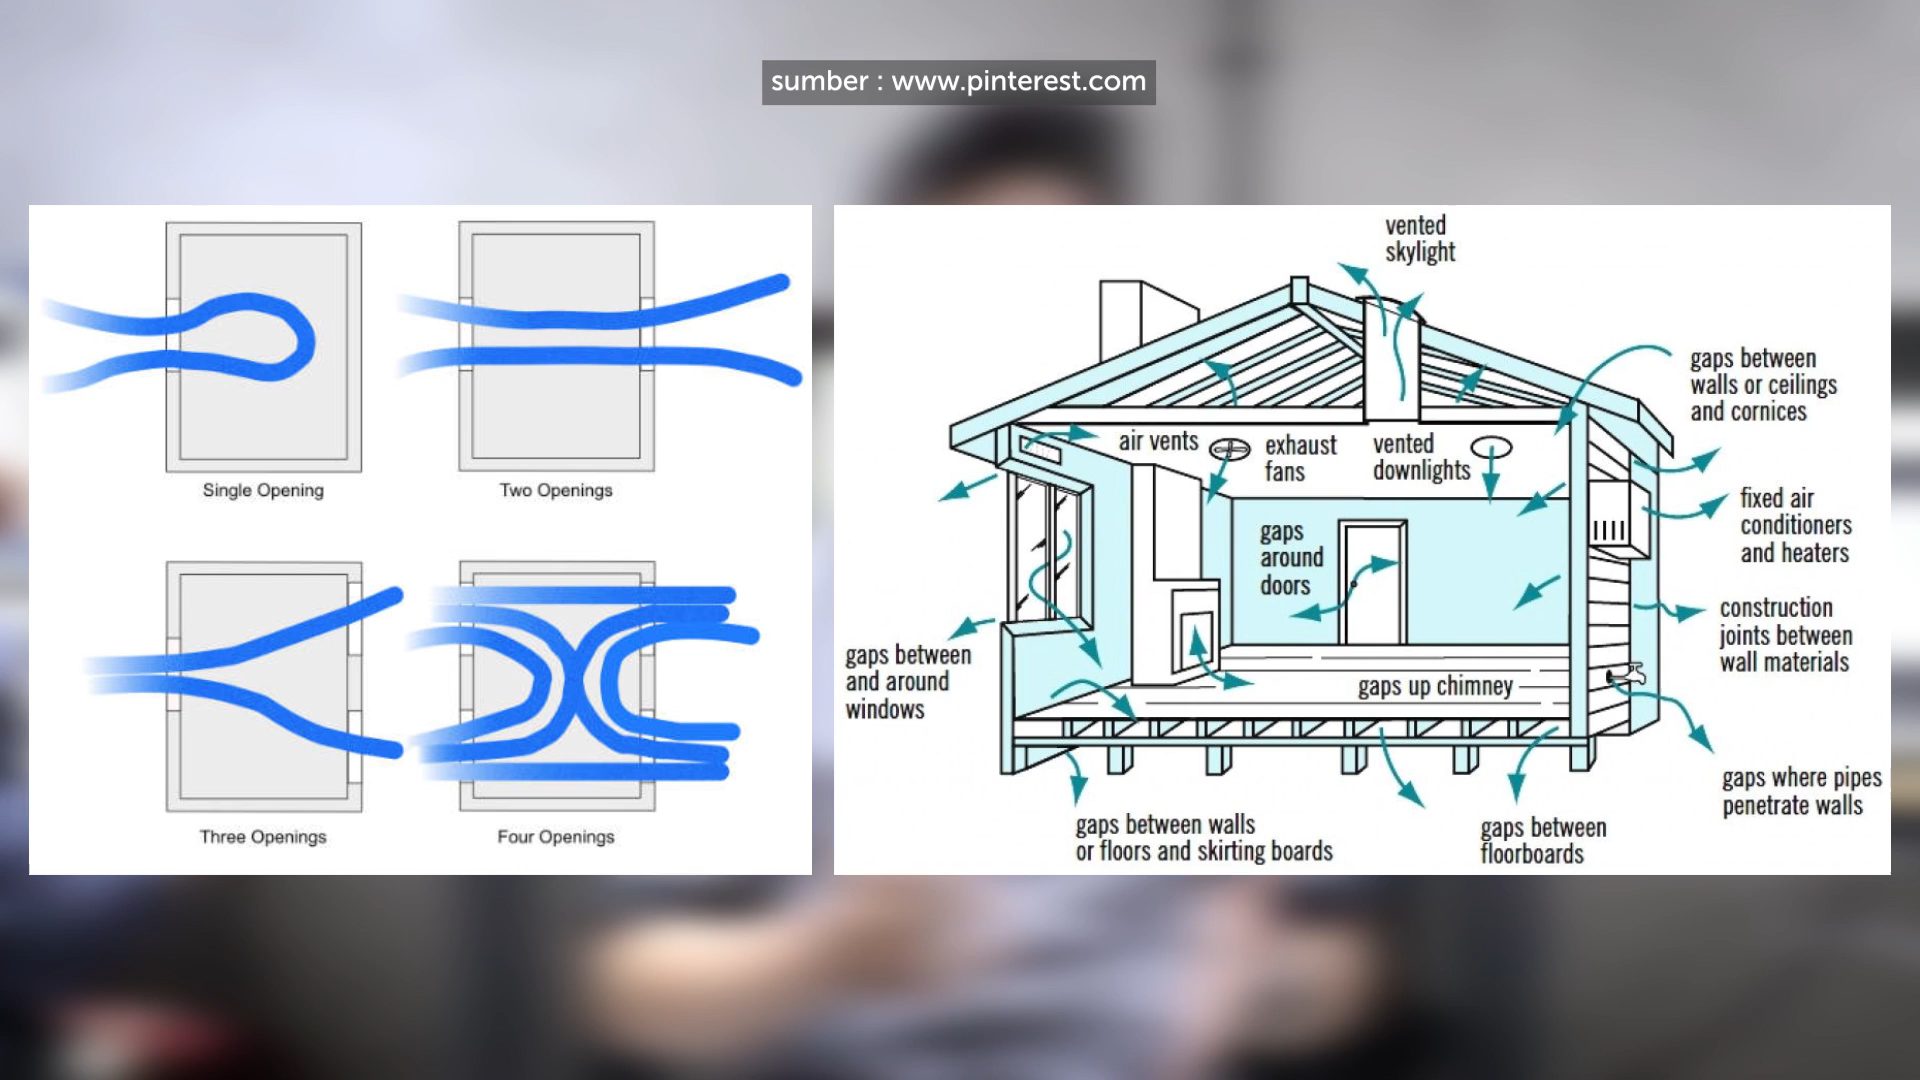 sumber : www.pinterest.com
Single Opening
Two Openings
Three Openings
Four Openings
vented
skylight
gaps between
walls or ceilings
and cornices
air vents
exhaust
fans
vented
downlights
fixed air
conditioners
and heaters
gaps
around
doors
construction
joints between
wall materials
gaps between
and around
windows
gaps up chimney
gaps where pipes
penetrate walls
gaps between walls
or floors and skirting boards
gaps between
floorboards